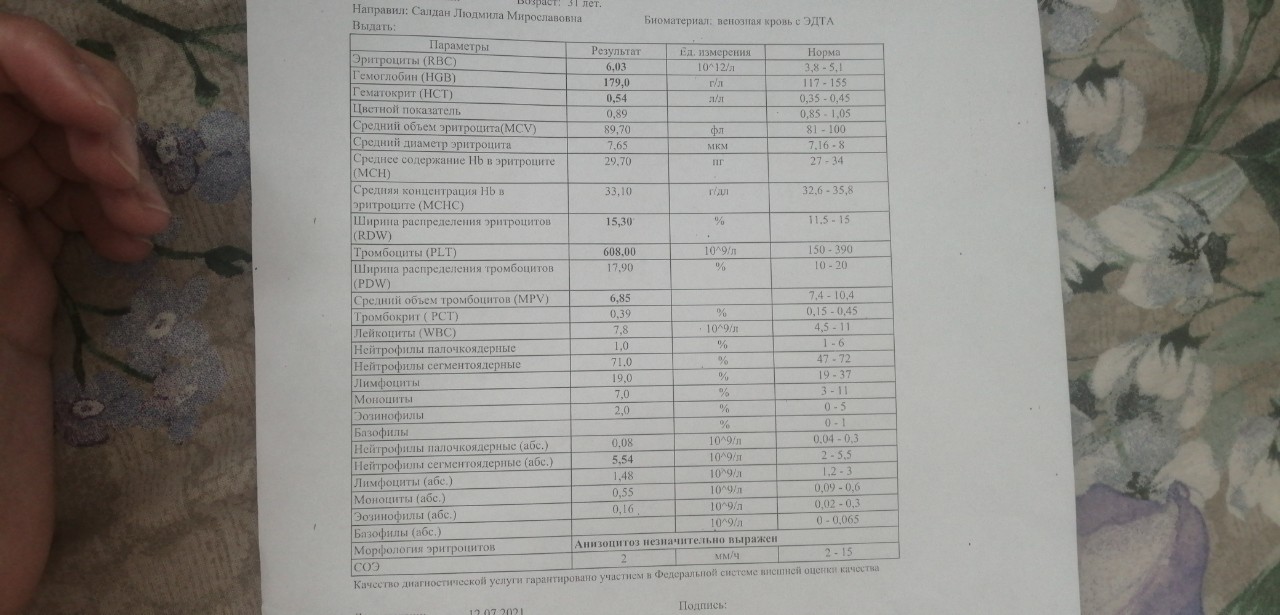 Возраст: 31 лет.
Направил: Салдан Людмила Мирославовна Биоматериал: венозная кровь с ЭДТА
Выдать:
Параметры Результат Ед. измерения Норма
Эритроциты (RBC) 6,03 10^12/л 3,8 - 5,1
Гемоглобин (HGB) 179,0 г/л 117 - 155
Гематокрит (HCT) 0,54 л/л 0,35 - 0,45
Цветной показатель 0,89 0,85 - 1,05
Средний объем эритроцита(MCV) 89,70 фл 81 - 100
Средний диаметр эритроцита 7,65 мкм 7,16 - 8
Среднее содержание Hb в эритроците 29,70 пг 27 - 34
(MCH)
Средняя концентрация Hb в 33,10 г/дл 32,6 - 35,8
эритроците (MCHC)
Ширина распределения эритроцитов 15,30 % 11,5 - 15
(RDW)
Тромбоциты (PLT) 608,00 10^9/л 150 - 390
Ширина распределения тромбоцитов 17,90 % 10 - 20
(PDW)
Средний объем тромбоцитов (MPV) 6,85 7,4 - 10,4
Тромбокрит ( PCT) 0,39 % 0,15 - 0,45
Лейкоциты (WBC) 7,8 10^9/л 4,5 - 11
Нейтрофилы палочкоядерные 1,0 % 1 - 6
Нейтрофилы сегментоядерные 71,0 % 47 - 72
Лимфоциты 19,0 % 19 - 37
Моноциты 7,0 % 3 - 11
Эозинофилы 2,0 % 0 - 5
Базофилы % 0 - 1
Нейтрофилы палочкоядерные (абс.) 0,08 10^9/л 0,04 - 0,3
Нейтрофилы сегментоядерные (абс.) 5,54 10^9/л 2 - 5,5
Лимфоциты (абс.) 1,48 10^9/л 1,2 - 3
Моноциты (абс.) 0,55 10^9/л 0,09 - 0,6
Эозинофилы (абс.) 0,16 10^9/л 0,02 - 0,3
Базофилы (абс.) 10^9/л 0 - 0,065
Морфология эритроцитов Анизоцитоз незначительно выражен
СОЭ 2 мм/ч 2 - 15
Качество диагностической услуги гарантировано участием в Федеральной системе внешней оценки качества
12.07.2021 Подпись: